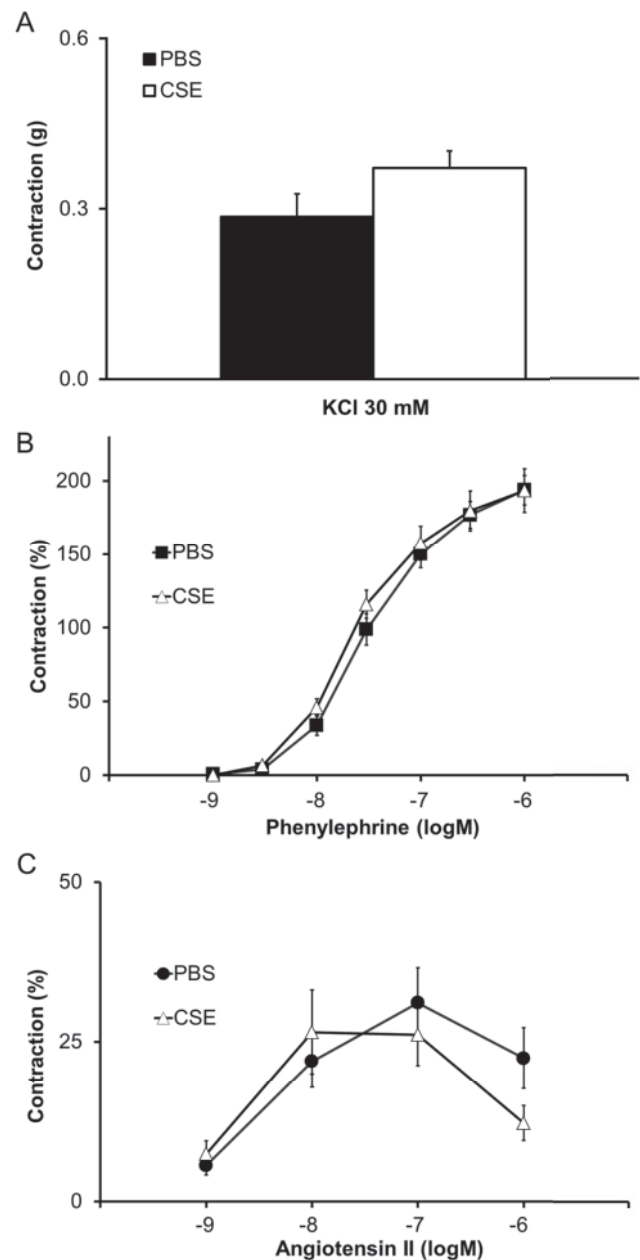 A
0.6
PBS
CSE
Contraction (g)
0.3
0.0
KCl 30 mM
B
200
150
PBS
CSE
Contraction (%)
100
50
0
-9 -8 -7 -6
Phenylephrine (logM)
C
50
PBS
CSE
Contraction (%)
25
0
-9 -8 -7 -6
Angiotensin II (logM)